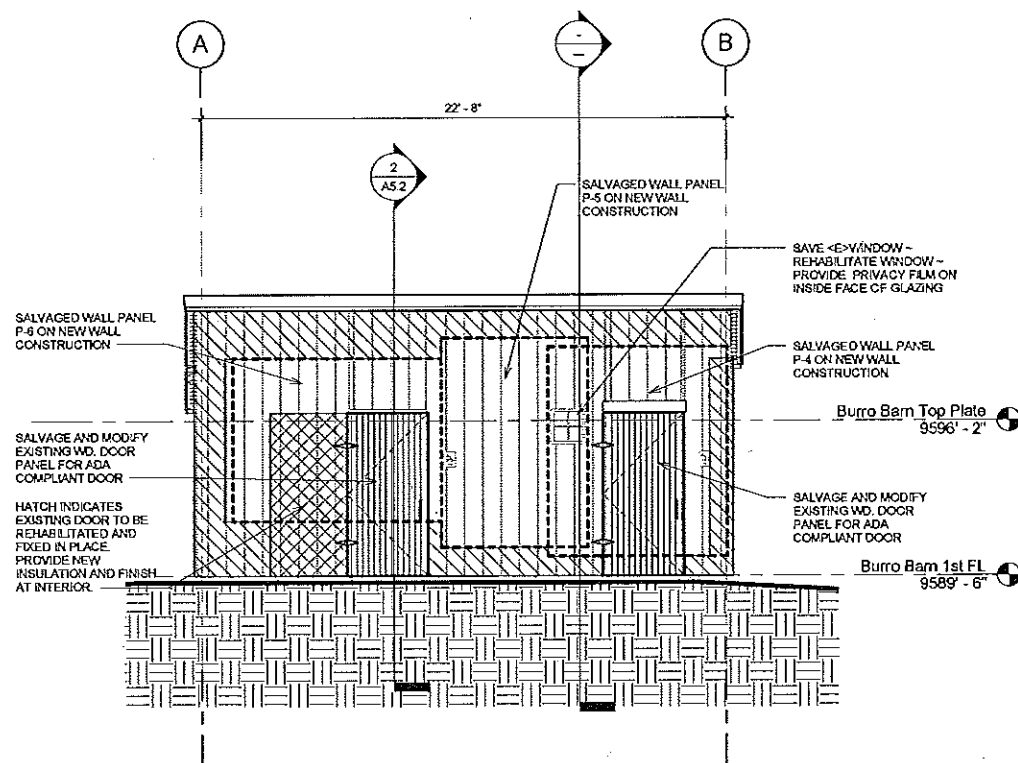 A
-
-
B
22' - 8"
2
A5.2
SALVAGED WALL PANEL
P-5 ON NEW WALL
CONSTRUCTION
SAVE <E>WINDOW ~
REHABILITATE WINDOW ~
PROVIDE PRIVACY FILM ON
INSIDE FACE OF GLAZING
SALVAGED WALL PANEL
P-6 ON NEW WALL
CONSTRUCTION
SALVAGED WALL PANEL
P-4 ON NEW WALL
CONSTRUCTION
Burro Barn Top Plate
9596' - 2"
SALVAGE AND MODIFY
EXISTING WD. DOOR
PANEL FOR ADA
COMPLIANT DOOR
HATCH INDICATES
EXISTING DOOR TO BE
REHABILITATED AND
FIXED IN PLACE.
PROVIDE NEW
INSULATION AND FINISH
AT INTERIOR.
SALVAGE AND MODIFY
EXISTING WD. DOOR
PANEL FOR ADA
COMPLIANT DOOR
Burro Barn 1st FL
9589' - 6"